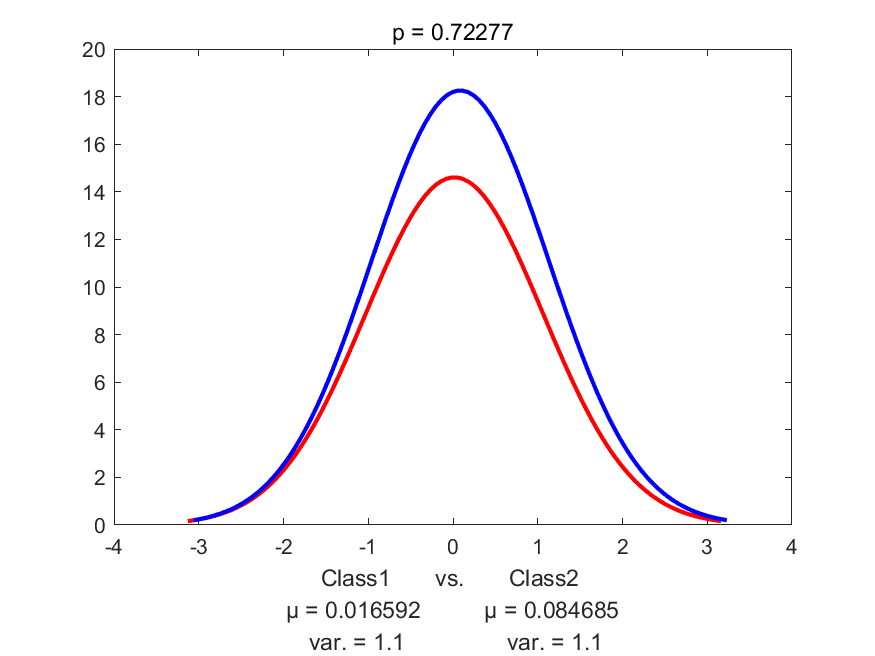 p = 0.72277
20
18
16
14
12
10
8
6
4
2
0
-4 -3 -2 -1 0 1 2 3 4
Class1 vs. Class2
μ = 0.016592 μ = 0.084685
var. = 1.1 var. = 1.1